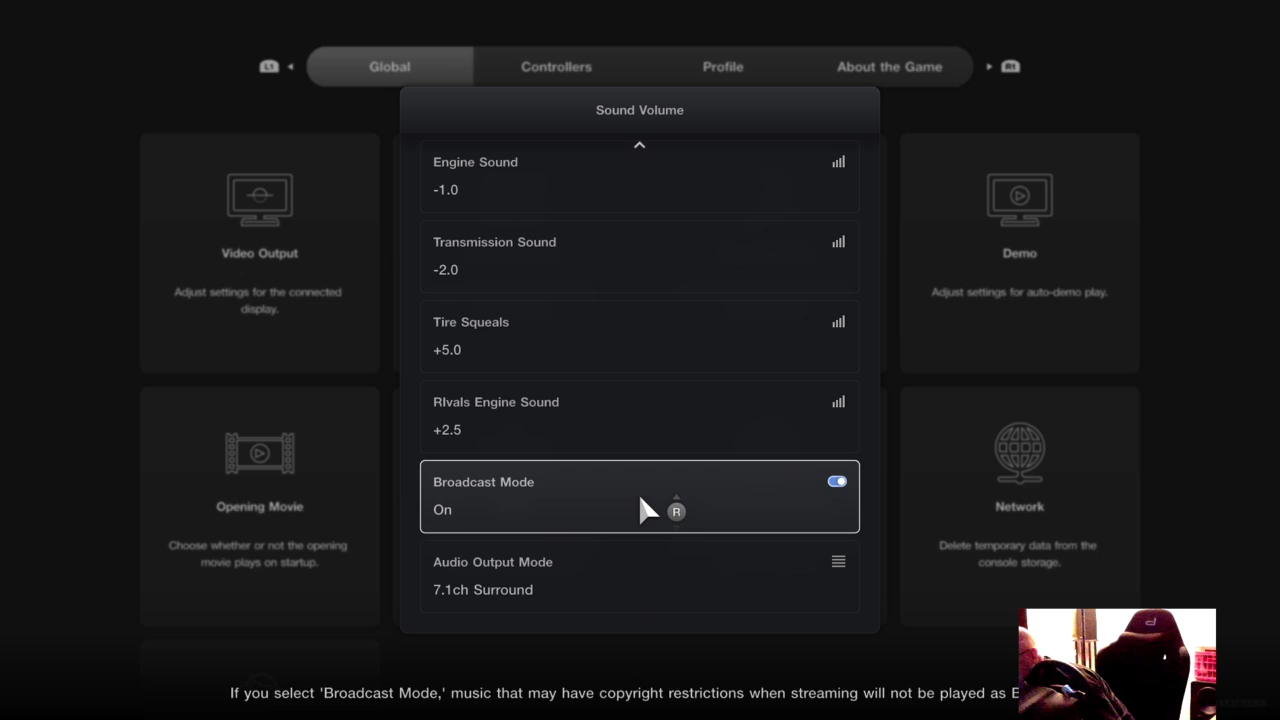 L1 Global Controllers Profile About the Game R1
Sound Volume
Engine Sound
-1.0
Transmission Sound
-2.0
Tire Squeals
+5.0
RIvals Engine Sound
+2.5
Broadcast Mode
On
R
Audio Output Mode
7.1ch Surround
Video Output
Adjust settings for the connected
display.
Demo
Adjust settings for auto-demo play.
Opening Movie
Choose whether or not the opening
movie plays on startup.
Network
Delete temporary data from the
console storage.
If you select 'Broadcast Mode,' music that may have copyright restrictions when streaming will not be played as